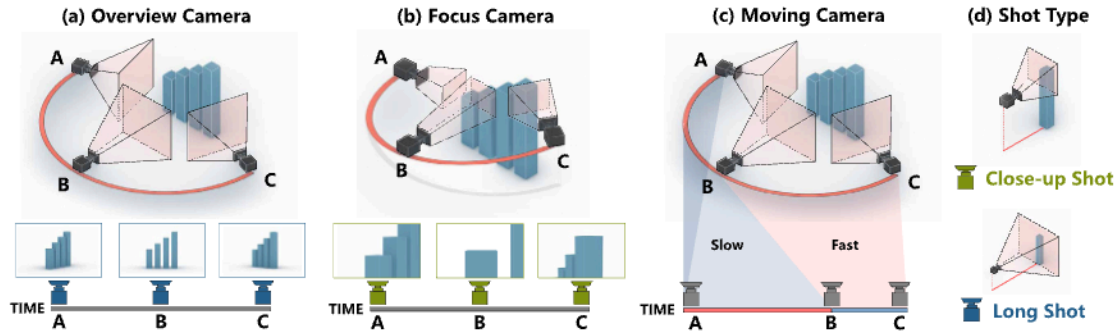 (a) Overview Camera
(b) Focus Camera
(c) Moving Camera
(d) Shot Type
A
B
C
A
B
C
A
B
C
Close-up Shot
Slow
Fast
Long Shot
TIME
A
B
C
TIME
A
B
C
TIME
A
B
C